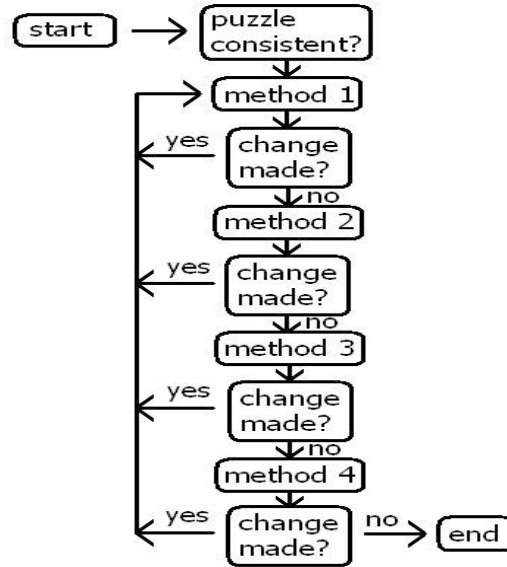 start
puzzle
consistent?
method 1
yes
change
made?
no
method 2
yes
change
made?
no
method 3
yes
change
made?
no
method 4
yes
change
made?
no
end